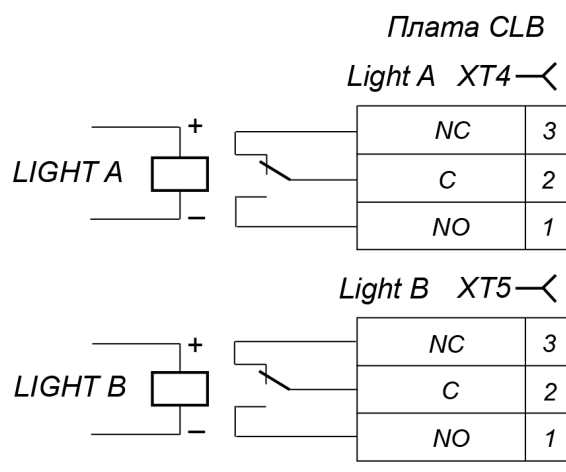 Плата CLB
Light A XT4
+
NC 3
LIGHT A
C 2
–
NO 1
Light B XT5
+
NC 3
LIGHT B
C 2
–
NO 1